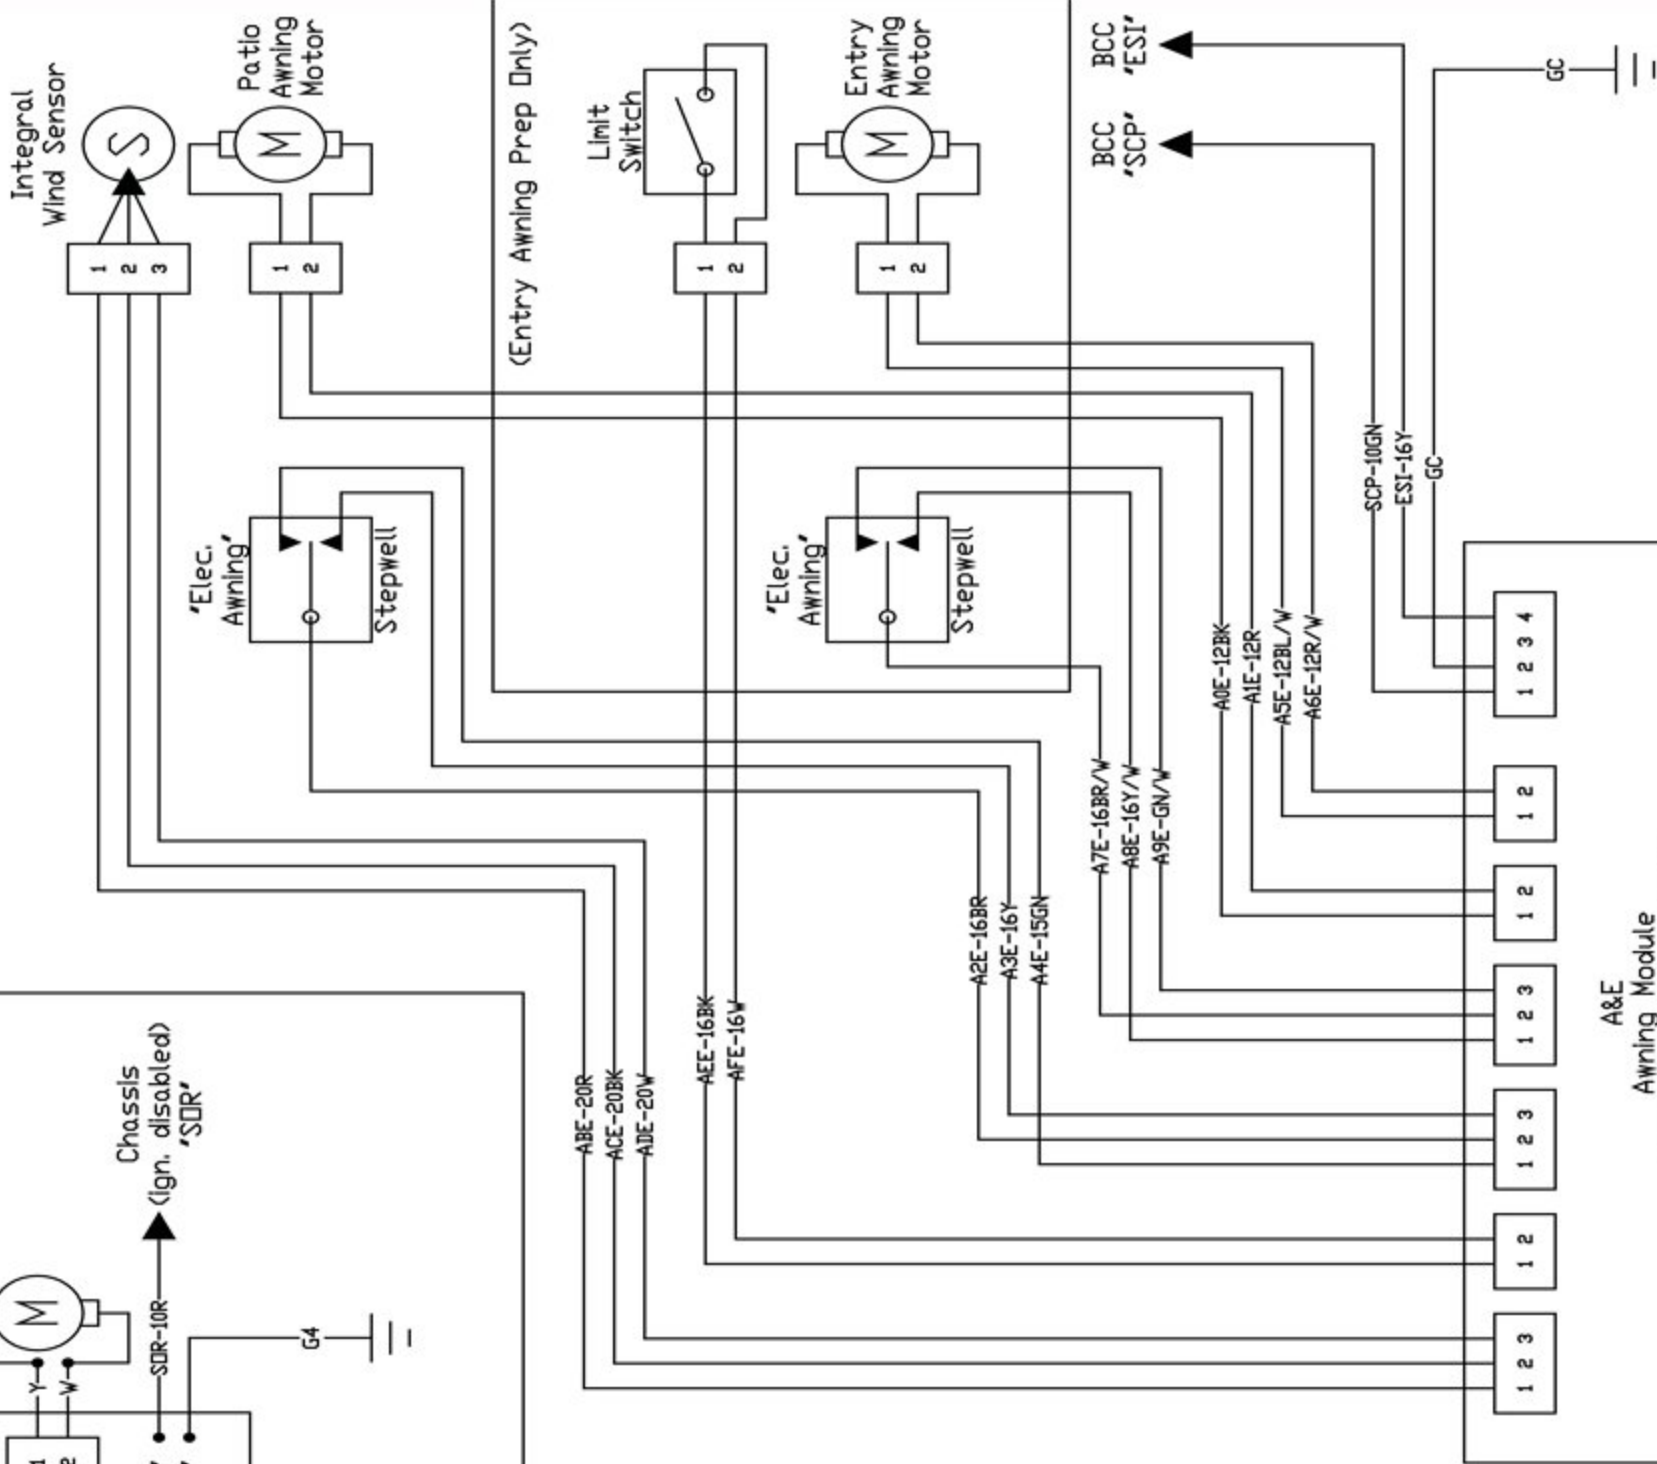 Integral
Wind Sensor
Patio
Awning
Motor
(Entry Awning Prep Only)
Limit
Switch
Entry
Awning
Motor
BCC
'ESI'
BCC
'SCP'
GC
S
M
M
1 2 3
1 2
1 2
1 2
'Elec.
Awning'
Stepwell
'Elec.
Awning'
Stepwell
SCP-10GN
ESI-16Y
GC
A0E-12BK
A1E-12R
A5E-12BL/W
A6E-12R/W
A7E-16BR/W
A8E-16Y/W
A9E-GN/W
A2E-16BR
A3E-16Y
A4E-15GN
AEE-16BK
AFE-16W
ABE-20R
ACE-20BK
ADE-20W
1 2 3 4
1 2
1 2
1 2 3
1 2 3
1 2
1 2 3
A&E
Awning Module
Chassis
(ign. disabled)
'SOR'
M
SOR-10R
G4
Y
W
1
2